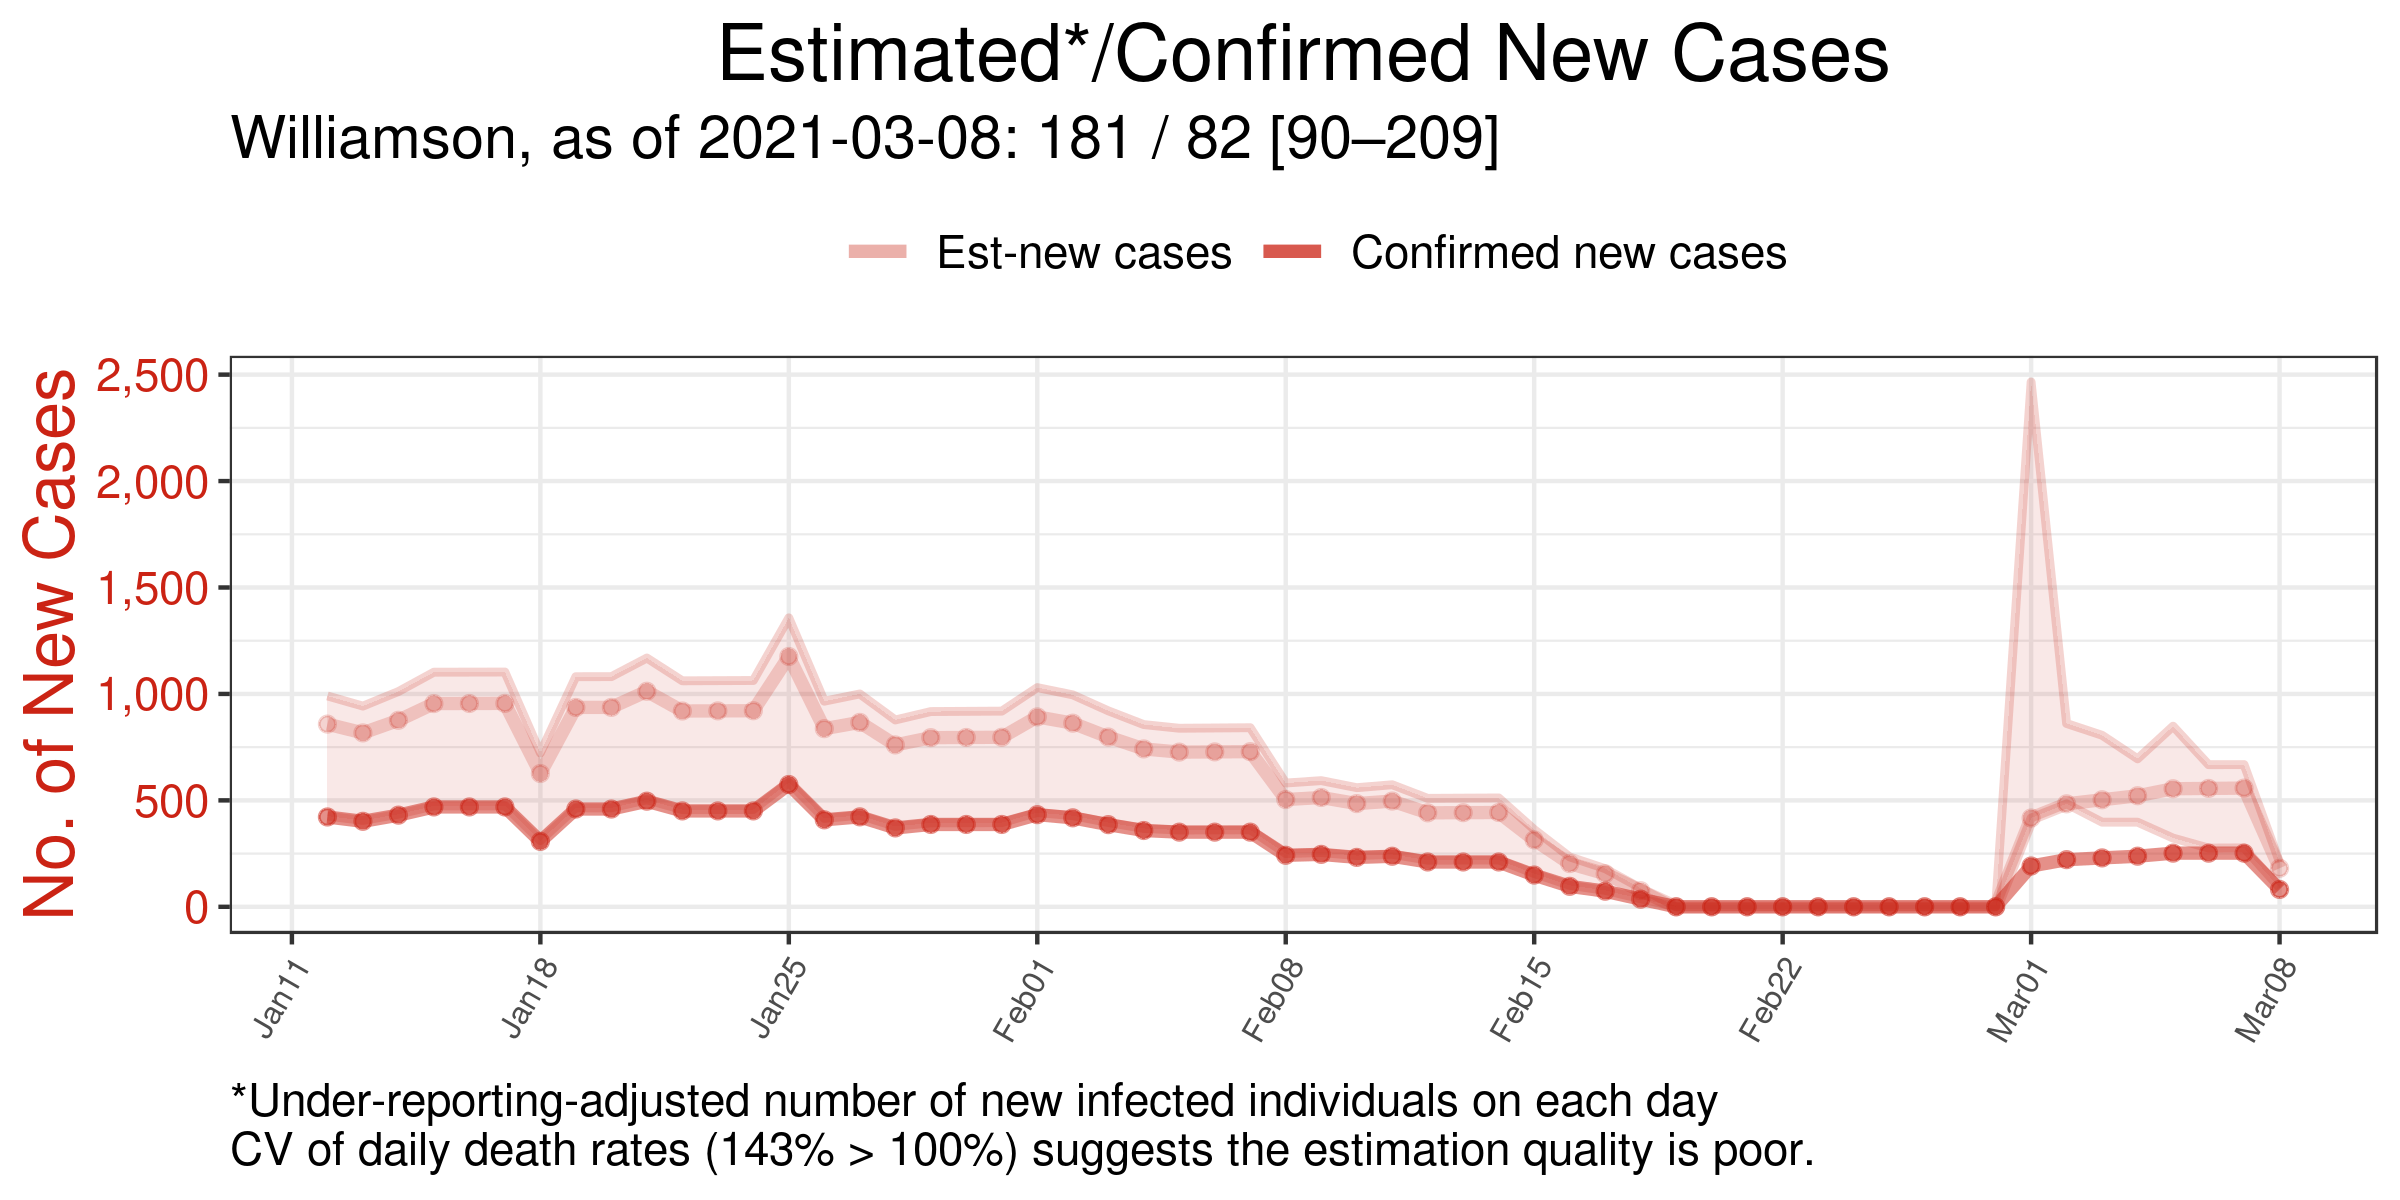 Estimated*/Confirmed New Cases
Williamson, as of 2021-03-08: 181 / 82 [90–209]
Est-new cases
Confirmed new cases
No. of New Cases
2,500
2,000
1,500
1,000
500
0
Jan11
Jan18
Jan25
Feb01
Feb08
Feb15
Feb22
Mar01
Mar08
*Under-reporting-adjusted number of new infected individuals on each day
CV of daily death rates (143% > 100%) suggests the estimation quality is poor.